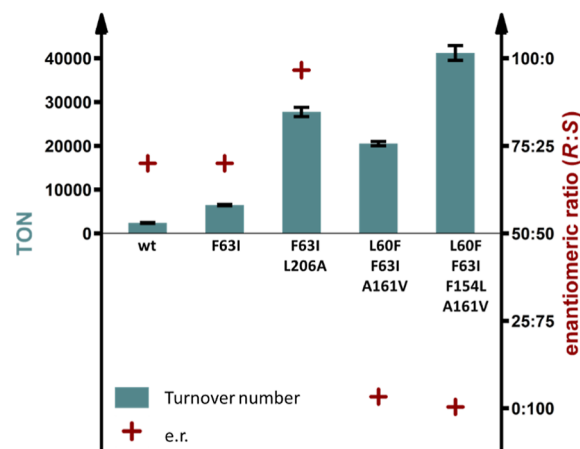 40000
30000
20000
10000
0
TON
100:0
75:25
50:50
25:75
0:100
enantiomeric ratio (R:S)
wt
F63I
F63I
L206A
L60F
F63I
A161V
L60F
F63I
F154L
A161V
Turnover number
e.r.